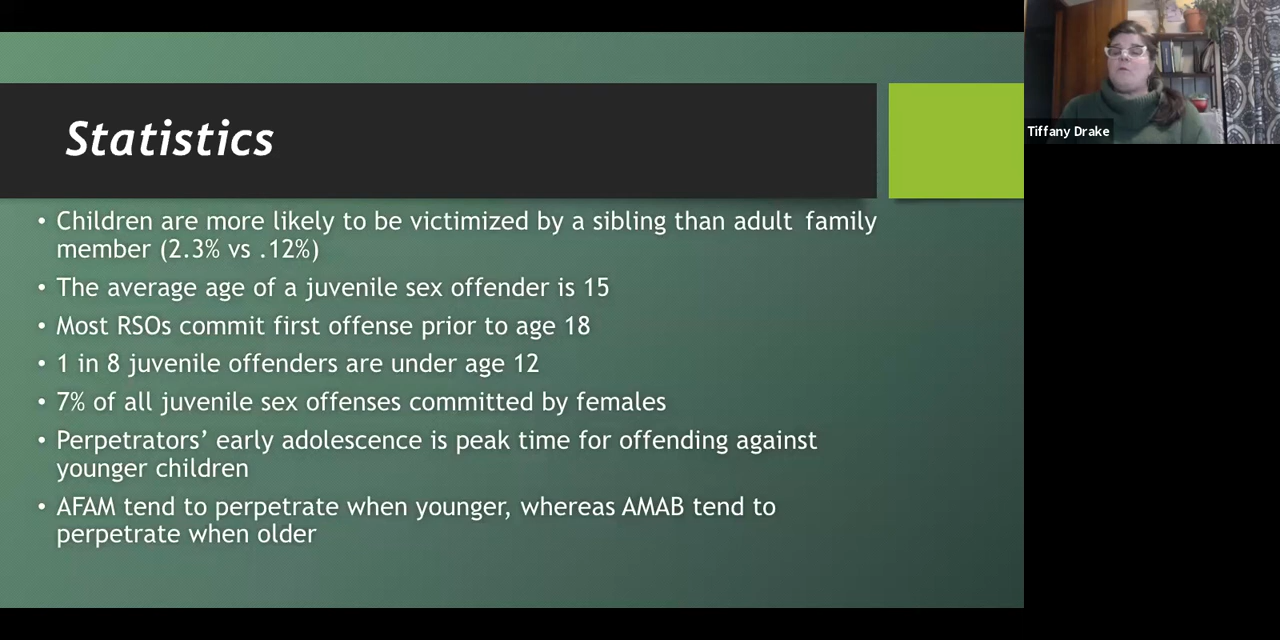 Statistics
• Children are more likely to be victimized by a sibling than adult family
member (2.3% vs .12%)
• The average age of a juvenile sex offender is 15
• Most RSOs commit first offense prior to age 18
• 1 in 8 juvenile offenders are under age 12
• 7% of all juvenile sex offenses committed by females
• Perpetrators’ early adolescence is peak time for offending against
younger children
• AFAM tend to perpetrate when younger, whereas AMAB tend to
perpetrate when older
Tiffany Drake